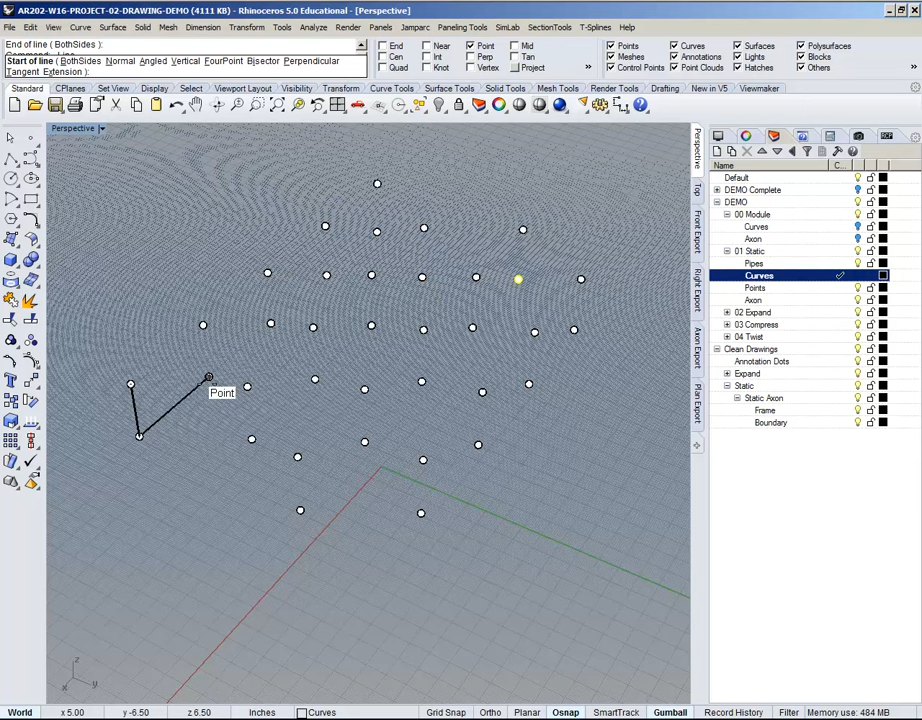 AR202-W16-PROJECT-02-DRAWING-DEMO (4111 KB) - Rhinoceros 5.0 Educational - [Perspective]
File Edit View Curve Surface Solid Mesh Dimension Transform Tools Analyze Render Panels Jamparc Paneling Tools SimLab SectionTools T-Splines Help
End of line ( BothSides ):
Start of line ( BothSides Normal Angled Vertical FourPoint Bisector Perpendicular
Tangent Extension ):
End Near Point Mid
Cen Int Perp Tan
Quad Knot Vertex Project
»
Points Curves Surfaces Polysurfaces
Meshes Annotations Lights Blocks
Control Points Point Clouds Hatches Others
Standard CPlanes Set View Display Select Viewport Layout Visibility Transform Curve Tools Surface Tools Solid Tools Mesh Tools Render Tools Drafting New in V5 Viewmaker
Perspective
Point
Perspective
Top
Front Export
Right Export
Axon Export
Plan Export
Name C...
Default
DEMO Complete
DEMO
00 Module
Curves
Axon
01 Static
Pipes
Curves
Points
Axon
02 Expand
03 Compress
04 Twist
Clean Drawings
Annotation Dots
Expand
Static
Static Axon
Frame
Boundary
z
x y
World x 5.00 y -6.50 z 6.50 Inches Curves Grid Snap Ortho Planar Osnap SmartTrack Gumball Record History Filter Memory use: 484 MB